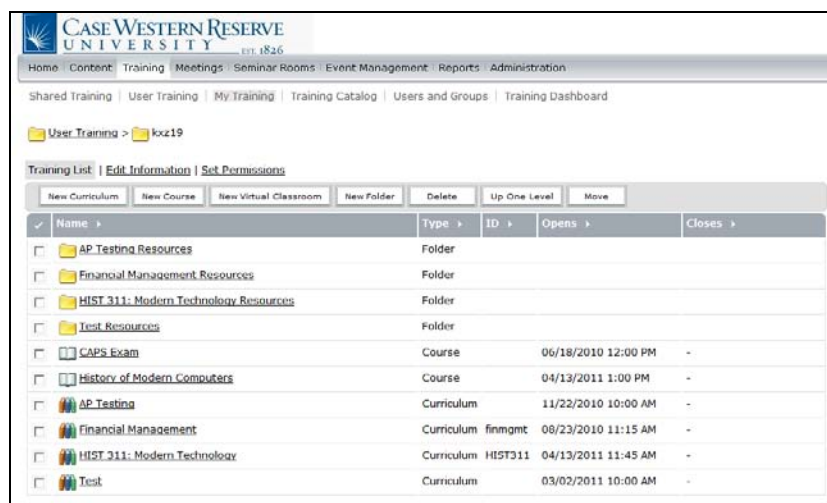 CASE WESTERN RESERVE
UNIVERSITY EST. 1826
Home Content Training Meetings Seminar Rooms Event Management Reports Administration
Shared Training | User Training | My Training | Training Catalog | Users and Groups | Training Dashboard
User Training > kxz19
Training List | Edit Information | Set Permissions
New Curriculum New Course New Virtual Classroom New Folder Delete Up One Level Move
Name Type ID Opens Closes
AP Testing Resources Folder
Financial Management Resources Folder
HIST 311: Modern Technology Resources Folder
Test Resources Folder
CAPS Exam Course 06/18/2010 12:00 PM -
History of Modern Computers Course 04/13/2011 1:00 PM -
AP Testing Curriculum 11/22/2010 10:00 AM -
Financial Management Curriculum finmgmt 08/23/2010 11:15 AM -
HIST 311: Modern Technology Curriculum HIST311 04/13/2011 11:45 AM -
Test Curriculum 03/02/2011 10:00 AM -